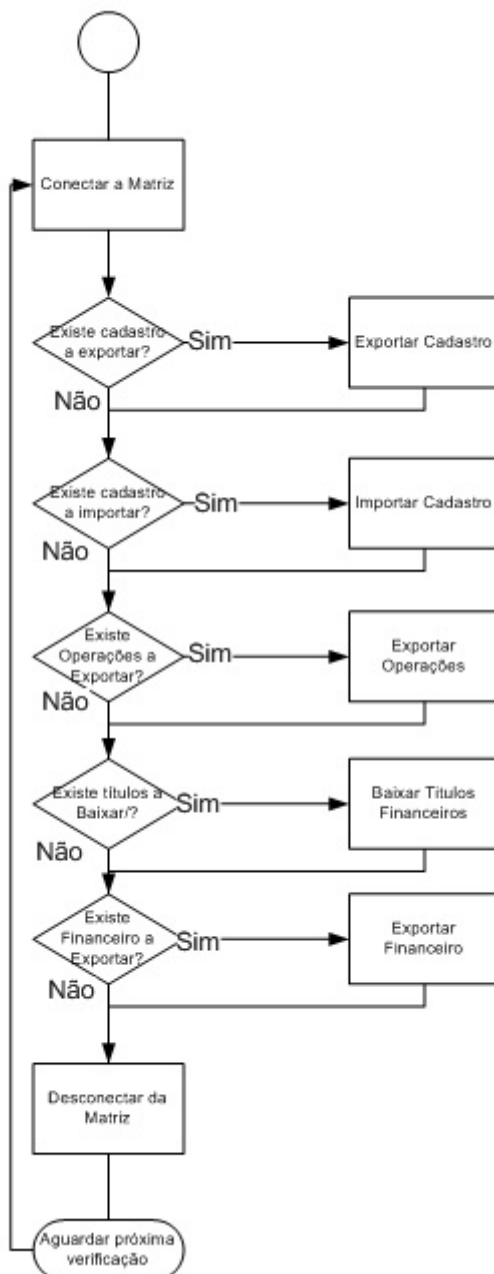 Conectar a Matriz
Existe cadastro
a exportar?
Sim
Exportar Cadastro
Não
Existe cadastro
a importar?
Sim
Importar Cadastro
Não
Existe
Operações a
Exportar?
Sim
Exportar
Operações
Não
Existe títulos a
Baixar/?
Sim
Baixar Titulos
Financeiros
Não
Existe
Financeiro a
Exportar?
Sim
Exportar
Financeiro
Não
Desconectar da
Matriz
Aguardar próxima
verificação